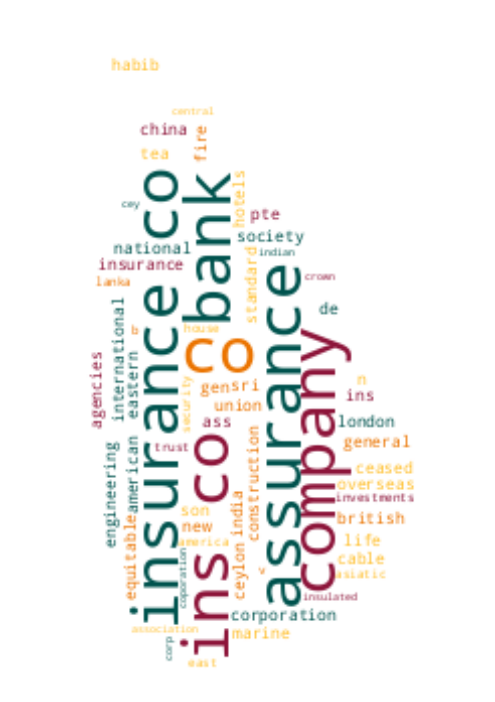 habib
central
china
fire
tea
insurance co
bank
hotels
cey
pte
society
national
indian
insurance
standard
assurance
crown
lanka
international
de
b
house
co
company
eastern
agencies
security
gen
sri
n
ins
union
ass
london
general
american
engineering
trust
ins co
construction
ceased
overseas
india
investments
son
new
british
equitable
america
life
coporation
ceylon
cable
v
asiatic
insulated
corporation
association
marine
corp
east